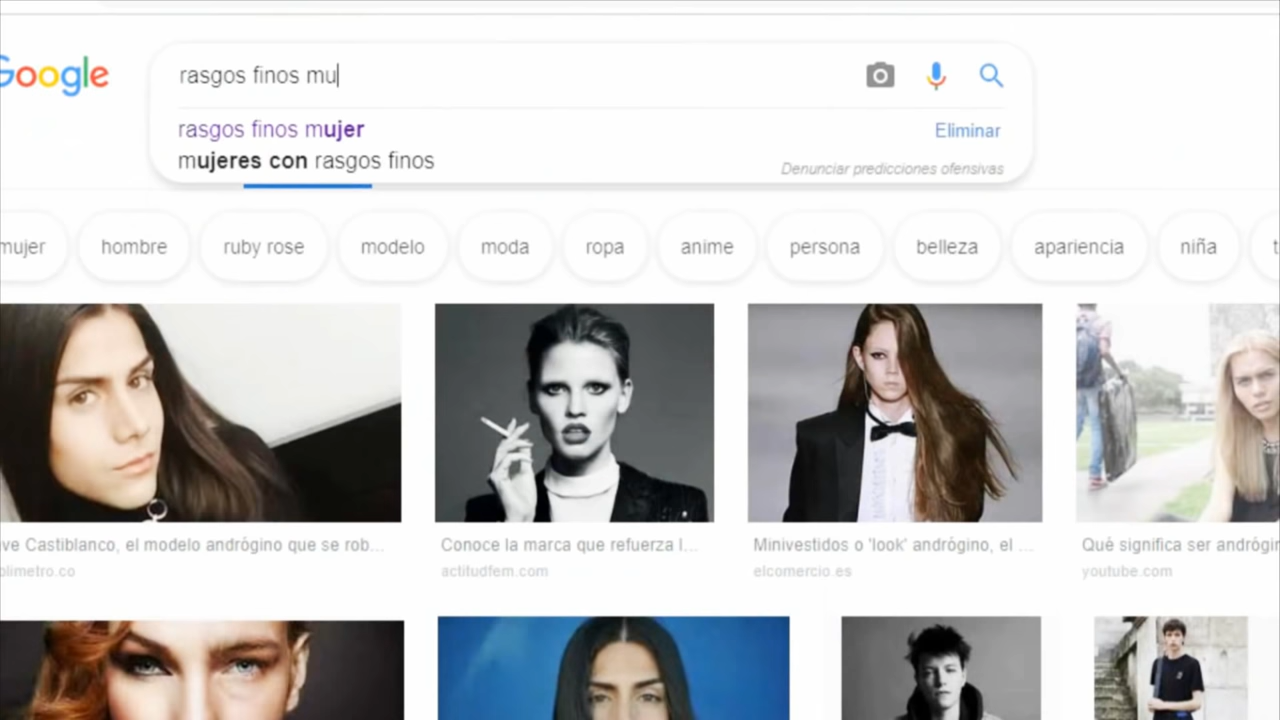 Google
rasgos finos mu
rasgos finos mujer
Eliminar
mujeres con rasgos finos
Denunciar predicciones ofensivas
mujer
hombre
ruby rose
modelo
moda
ropa
anime
persona
belleza
apariencia
niña
ive Castiblanco, el modelo andrógino que se rob...
Conoce la marca que refuerza l...
Minivestidos o 'look' andrógino, el ...
Qué significa ser andrógin
blimetro.co
actitudfem.com
elcomercio.es
youtube.com